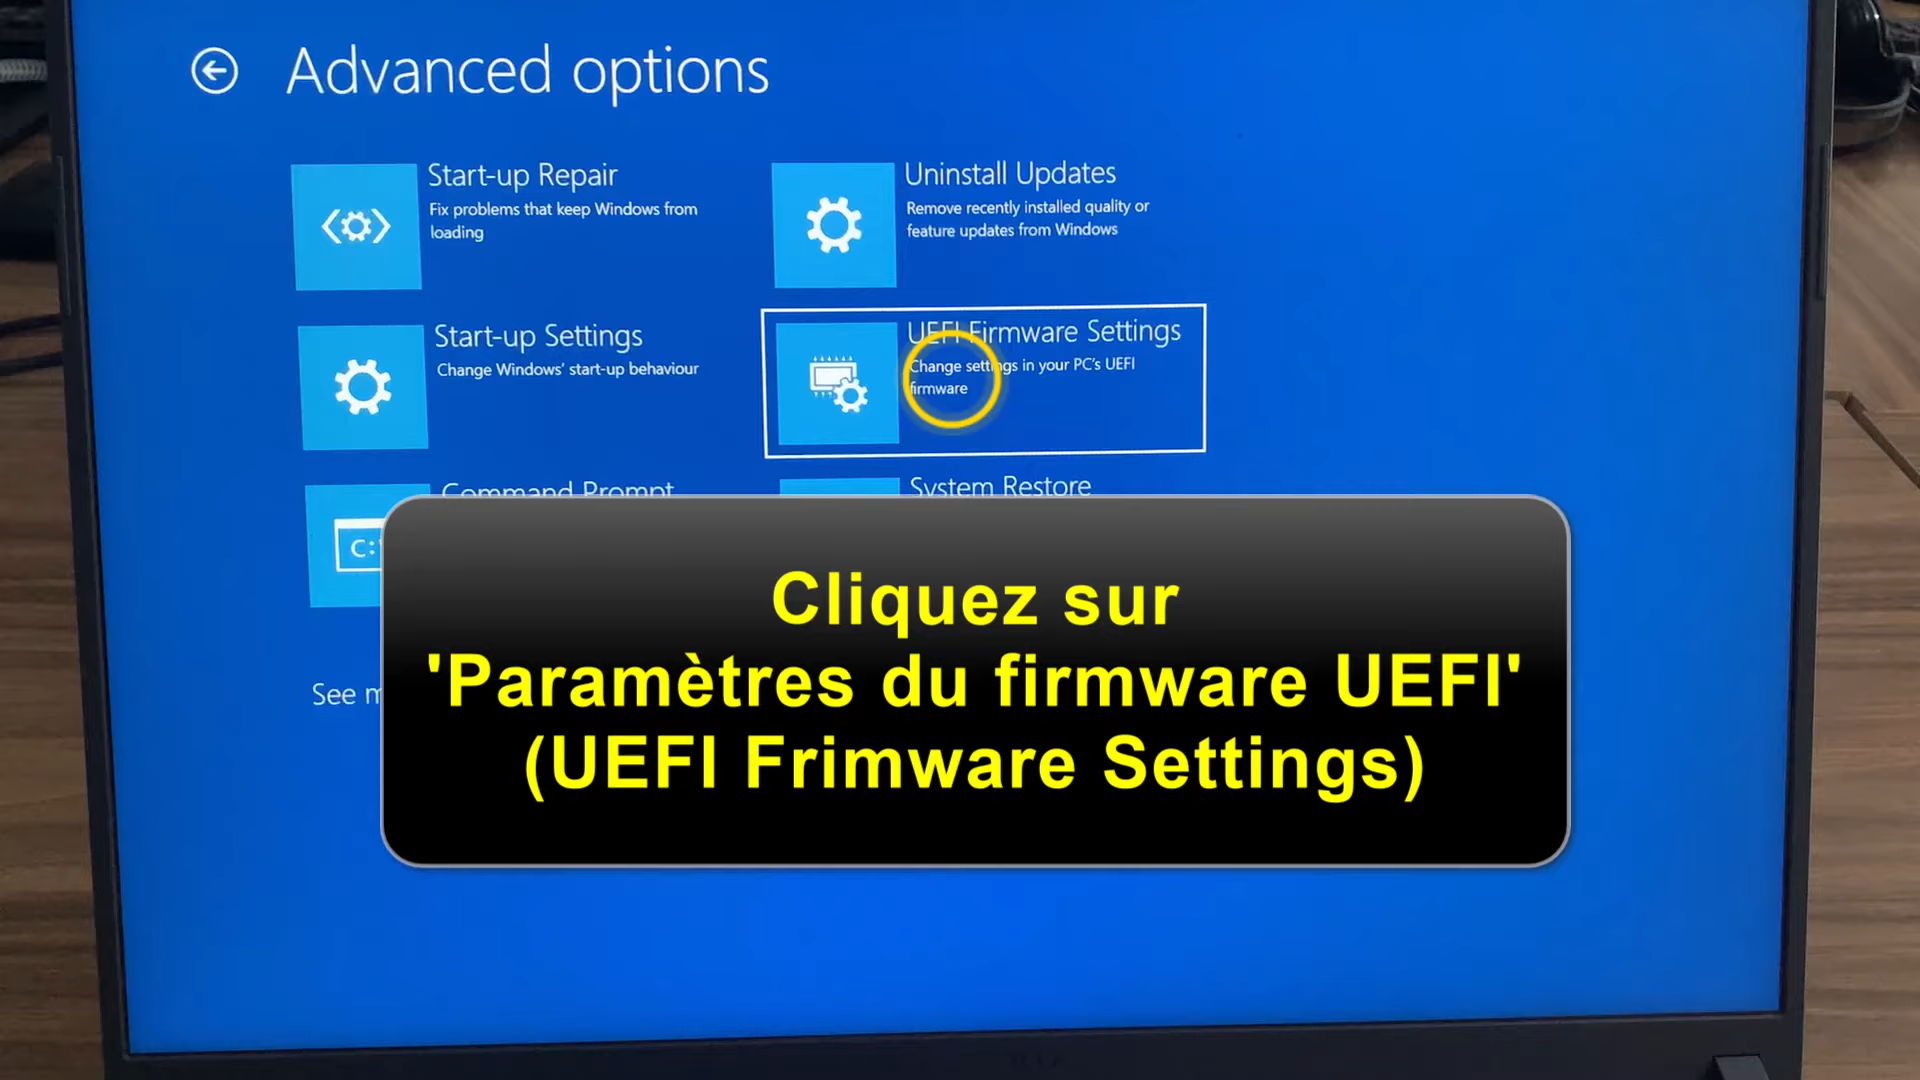 Advanced options
Start-up Repair
Fix problems that keep Windows from
loading
Uninstall Updates
Remove recently installed quality or
feature updates from Windows
Start-up Settings
Change Windows' start-up behaviour
UEFI Firmware Settings
Change settings in your PC's UEFI
firmware
Command Prompt
System Restore
C:\
See
Cliquez sur
'Paramètres du firmware UEFI'
(UEFI Frimware Settings)